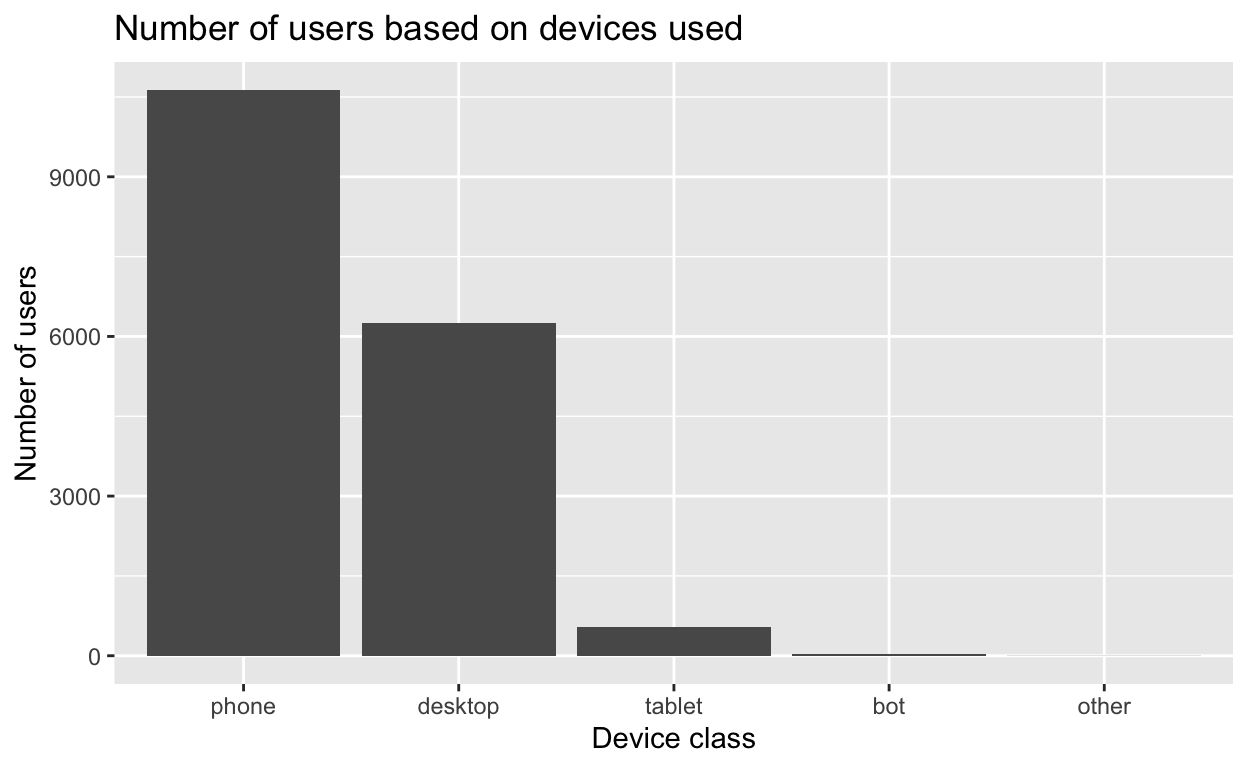 Number of users based on devices used
Number of users
9000
6000
3000
0
phone desktop tablet bot other
Device class